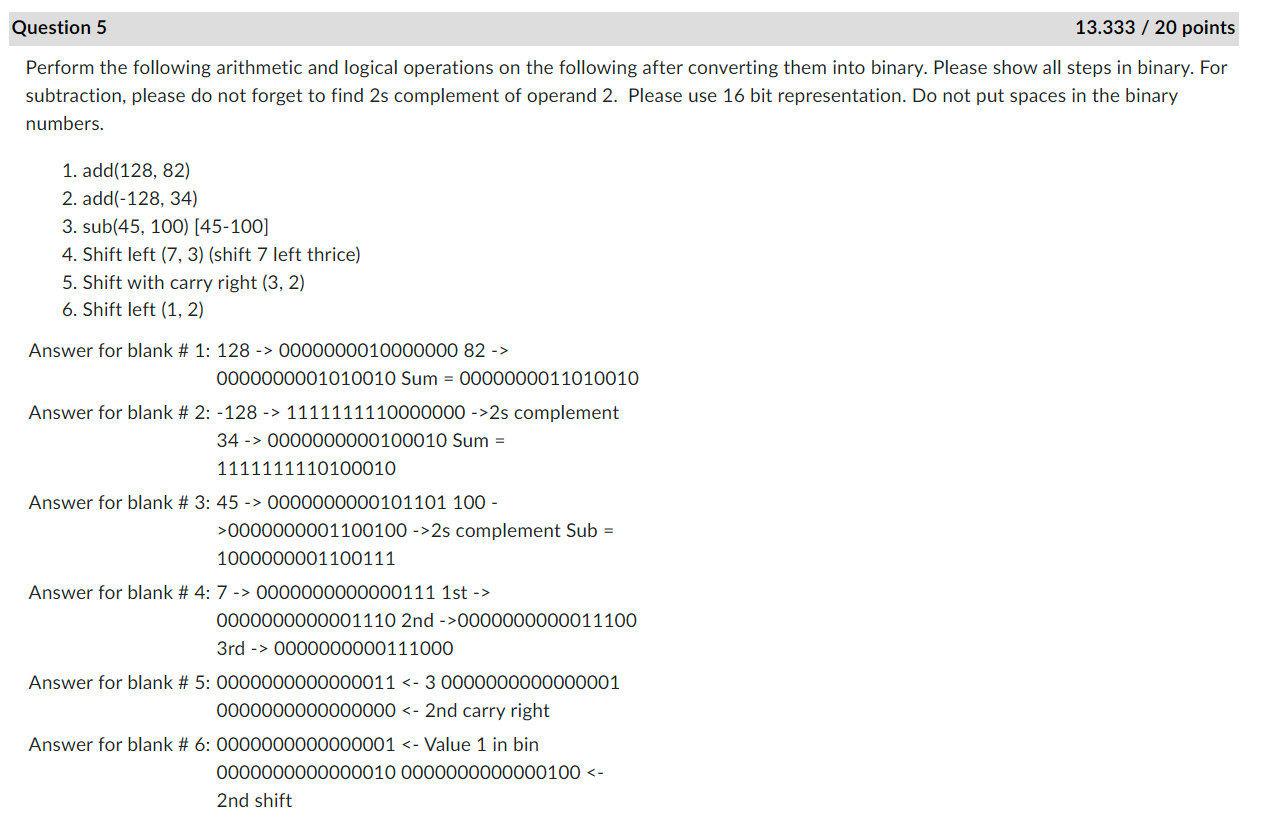 Question 5 13.333 / 20 points
Perform the following arithmetic and logical operations on the following after converting them into binary. Please show all steps in binary. For
subtraction, please do not forget to find 2s complement of operand 2. Please use 16 bit representation. Do not put spaces in the binary
numbers.
1. add(128, 82)
2. add(-128, 34)
3. sub(45, 100) [45-100]
4. Shift left (7, 3) (shift 7 left thrice)
5. Shift with carry right (3, 2)
6. Shift left (1, 2)
Answer for blank # 1: 128 -> 0000000010000000 82 ->
0000000001010010 Sum = 0000000011010010
Answer for blank # 2: -128 -> 1111111110000000 ->2s complement
34 -> 0000000000100010 Sum =
1111111110100010
Answer for blank # 3: 45 -> 0000000000101101 100 -
>0000000001100100 ->2s complement Sub =
1000000001100111
Answer for blank # 4: 7 -> 0000000000000111 1st ->
0000000000001110 2nd ->0000000000011100
3rd -> 0000000000111000
Answer for blank # 5: 0000000000000011 <- 3 0000000000000001
0000000000000000 <- 2nd carry right
Answer for blank # 6: 0000000000000001 <- Value 1 in bin
0000000000000010 0000000000000100 <-
2nd shift